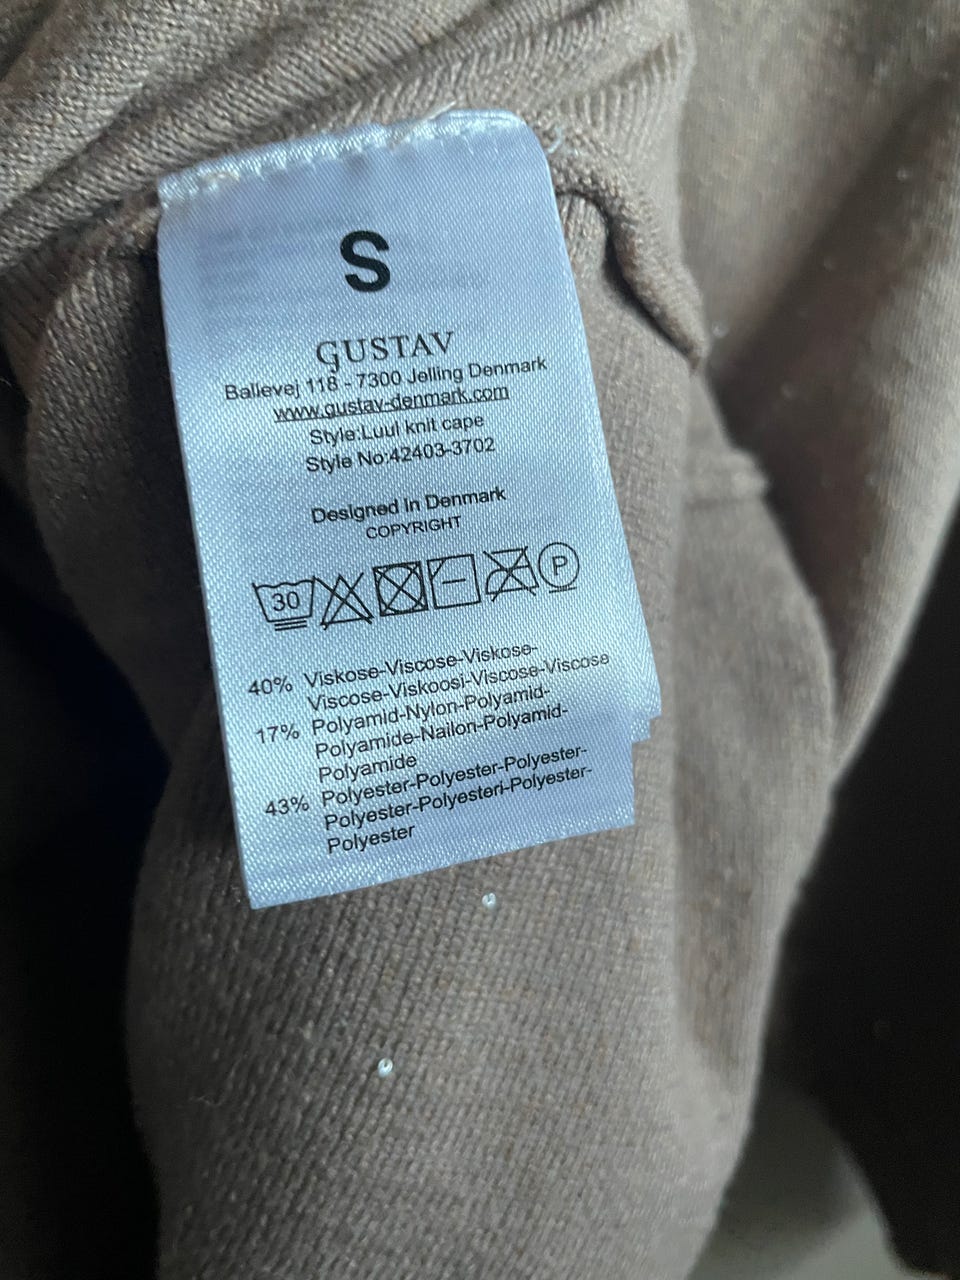 S
GUSTAV
Ballevej 118 - 7300 Jelling Denmark
www.gustav-denmark.com
Style:Luul knit cape
Style No:42403-3702
Designed in Denmark
COPYRIGHT
30 P
40% Viskose-Viscose-Viskose-
Viscose-Viskoosi-Viscose-Viscose
17% Polyamid-Nylon-Polyamid-
Polyamide-Nailon-Polyamid-
Polyamide
43% Polyester-Polyester-Polyester-
Polyester-Polyesteri-Polyester-
Polyester